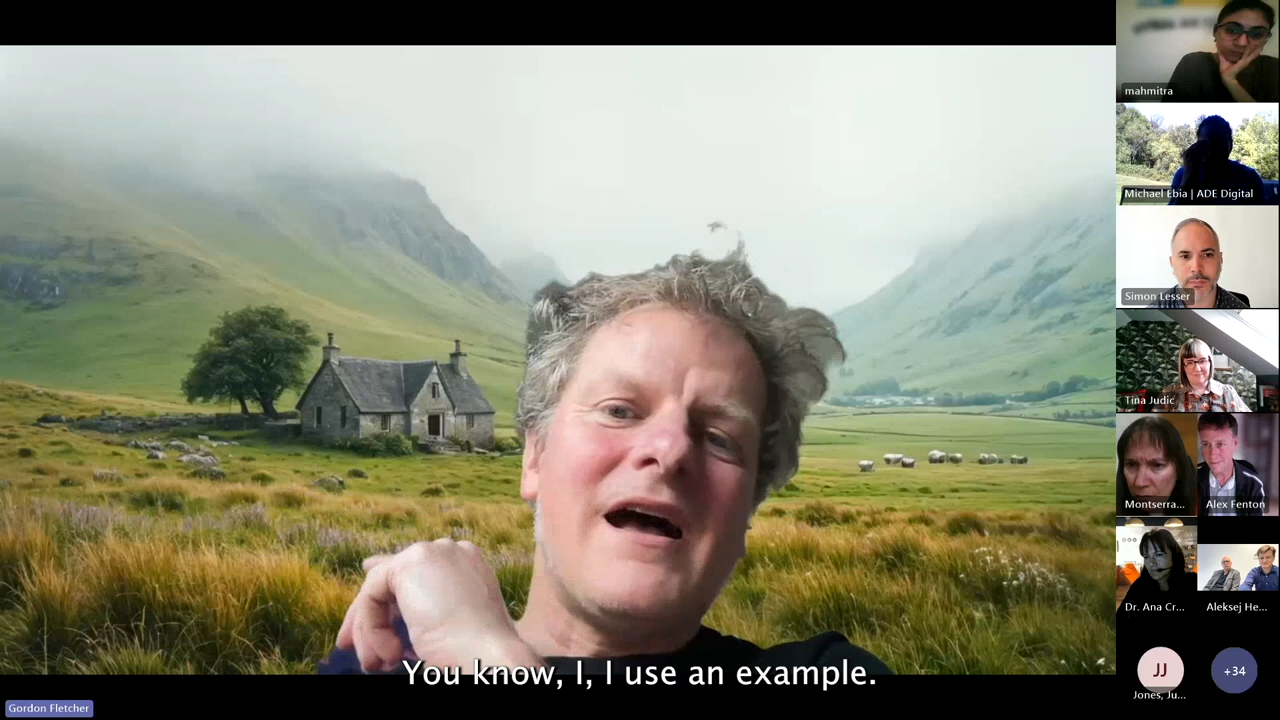 mahmitra
Michael Ebia | ADE Digital
Simon Lesser
Tina Judic
Montserra...
Alex Fenton
Dr. Ana Cr...
Aleksej He...
JJ
+34
Jones, Ju...
You know, I, I use an example.
Gordon Fletcher